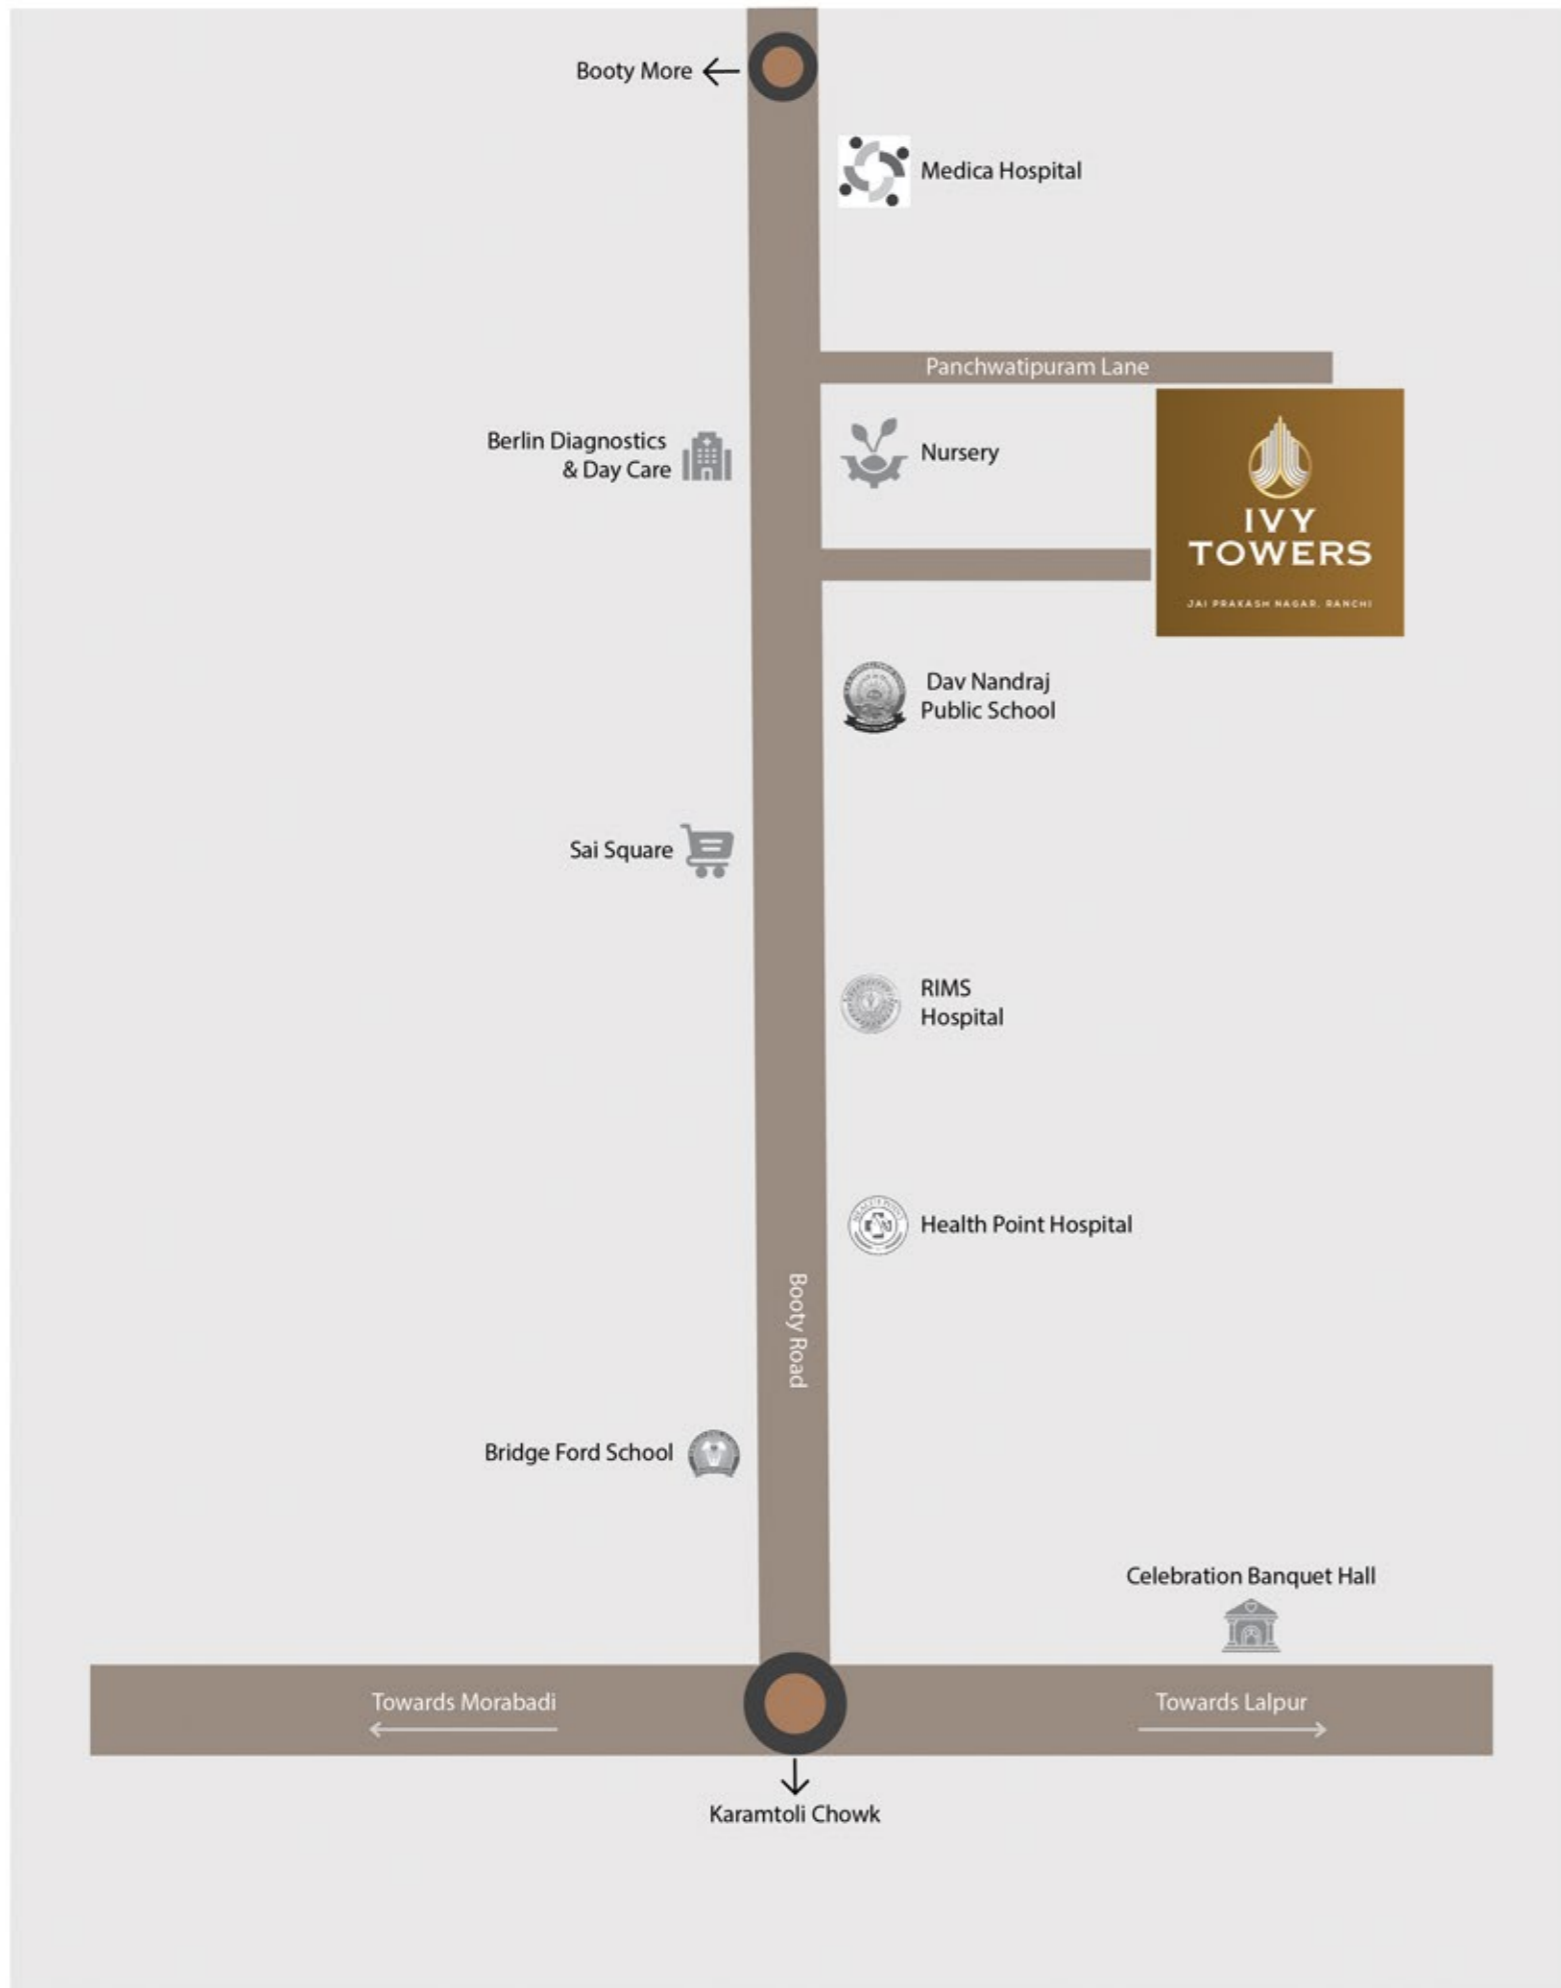 Booty More
Medica Hospital
Panchwatipuram Lane
Berlin Diagnostics
& Day Care
Nursery
IVY
TOWERS
JAI PRAKASH NAGAR, RANCHI
Dav Nandraj
Public School
Sai Square
RIMS
Hospital
Health Point Hospital
Booty Road
Bridge Ford School
Celebration Banquet Hall
Towards Morabadi
Towards Lalpur
Karamtoli Chowk